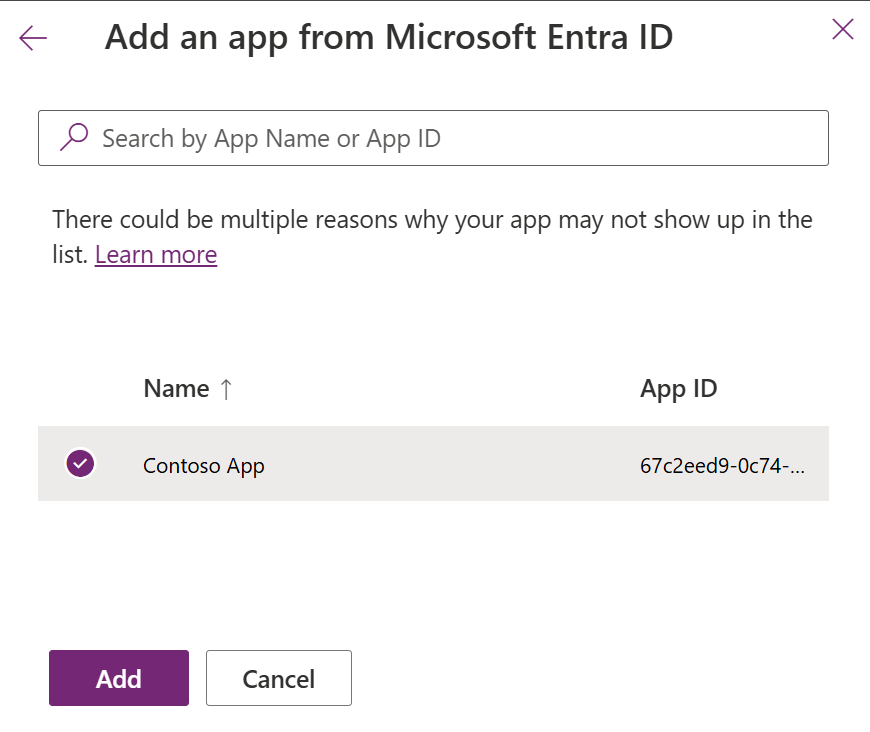 Add an app from Microsoft Entra ID
Search by App Name or App ID
There could be multiple reasons why your app may not show up in the
list. Learn more
Name ↑ App ID
Contoso App 67c2eed9-0c74-...
Add Cancel